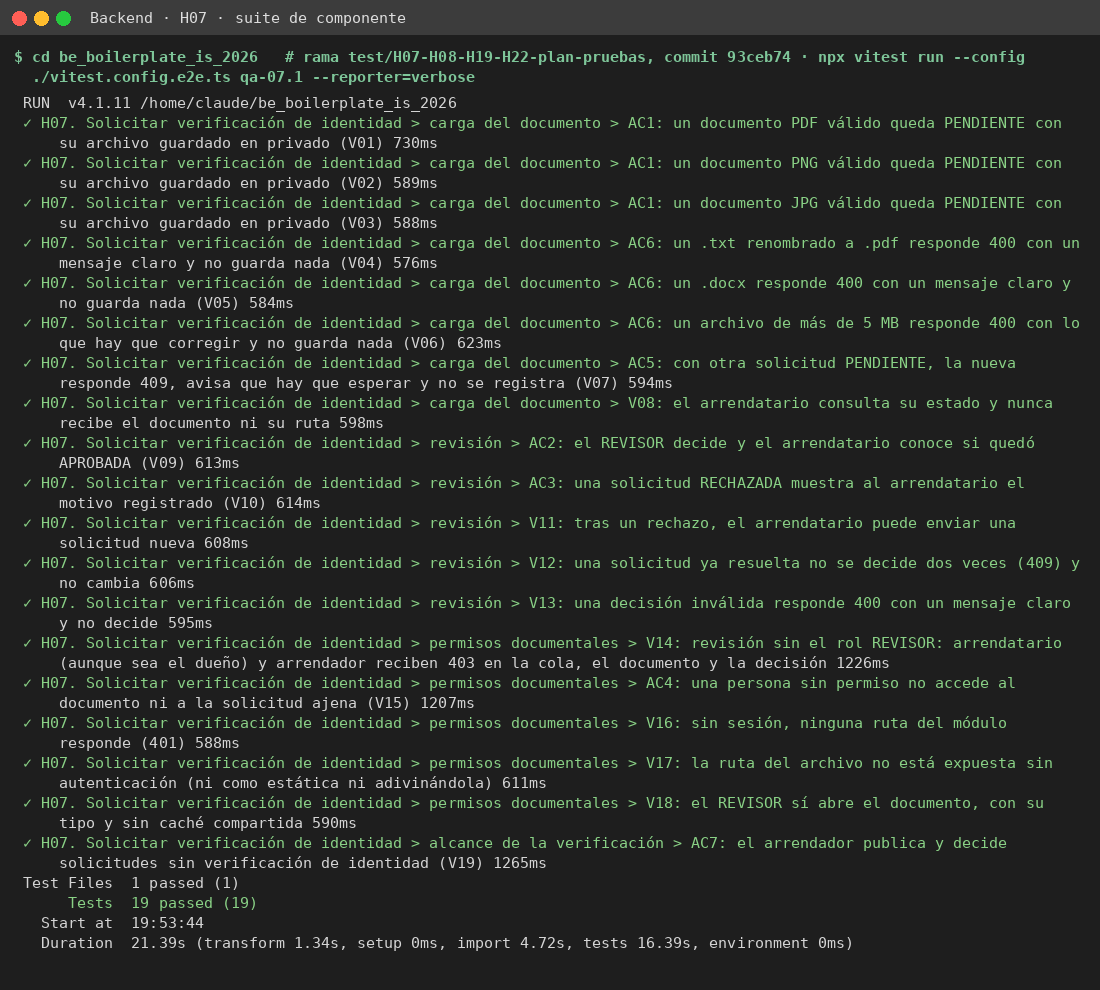 Backend · H07 · suite de componente
$ cd be_boilerplate_is_2026   # rama test/H07-H08-H19-H22-plan-pruebas, commit 93ceb74 · npx vitest run --config
./vitest.config.e2e.ts qa-07.1 --reporter=verbose
RUN  v4.1.11 /home/claude/be_boilerplate_is_2026
✓ H07. Solicitar verificación de identidad > carga del documento > AC1: un documento PDF válido queda PENDIENTE con
su archivo guardado en privado (V01) 730ms
✓ H07. Solicitar verificación de identidad > carga del documento > AC1: un documento PNG válido queda PENDIENTE con
su archivo guardado en privado (V02) 589ms
✓ H07. Solicitar verificación de identidad > carga del documento > AC1: un documento JPG válido queda PENDIENTE con
su archivo guardado en privado (V03) 588ms
✓ H07. Solicitar verificación de identidad > carga del documento > AC6: un .txt renombrado a .pdf responde 400 con un
mensaje claro y no guarda nada (V04) 576ms
✓ H07. Solicitar verificación de identidad > carga del documento > AC6: un .docx responde 400 con un mensaje claro y
no guarda nada (V05) 584ms
✓ H07. Solicitar verificación de identidad > carga del documento > AC6: un archivo de más de 5 MB responde 400 con lo
que hay que corregir y no guarda nada (V06) 623ms
✓ H07. Solicitar verificación de identidad > carga del documento > AC5: con otra solicitud PENDIENTE, la nueva
responde 409, avisa que hay que esperar y no se registra (V07) 594ms
✓ H07. Solicitar verificación de identidad > carga del documento > V08: el arrendatario consulta su estado y nunca
recibe el documento ni su ruta 598ms
✓ H07. Solicitar verificación de identidad > revisión > AC2: el REVISOR decide y el arrendatario conoce si quedó
APROBADA (V09) 613ms
✓ H07. Solicitar verificación de identidad > revisión > AC3: una solicitud RECHAZADA muestra al arrendatario el
motivo registrado (V10) 614ms
✓ H07. Solicitar verificación de identidad > revisión > V11: tras un rechazo, el arrendatario puede enviar una
solicitud nueva 608ms
✓ H07. Solicitar verificación de identidad > revisión > V12: una solicitud ya resuelta no se decide dos veces (409) y
no cambia 606ms
✓ H07. Solicitar verificación de identidad > revisión > V13: una decisión inválida responde 400 con un mensaje claro
y no decide 595ms
✓ H07. Solicitar verificación de identidad > permisos documentales > V14: revisión sin el rol REVISOR: arrendatario
(aunque sea el dueño) y arrendador reciben 403 en la cola, el documento y la decisión 1226ms
✓ H07. Solicitar verificación de identidad > permisos documentales > AC4: una persona sin permiso no accede al
documento ni a la solicitud ajena (V15) 1207ms
✓ H07. Solicitar verificación de identidad > permisos documentales > V16: sin sesión, ninguna ruta del módulo
responde (401) 588ms
✓ H07. Solicitar verificación de identidad > permisos documentales > V17: la ruta del archivo no está expuesta sin
autenticación (ni como estática ni adivinándola) 611ms
✓ H07. Solicitar verificación de identidad > permisos documentales > V18: el REVISOR sí abre el documento, con su
tipo y sin caché compartida 590ms
✓ H07. Solicitar verificación de identidad > alcance de la verificación > AC7: el arrendador publica y decide
solicitudes sin verificación de identidad (V19) 1265ms
Test Files  1 passed (1)
Tests  19 passed (19)
Start at  19:53:44
Duration  21.39s (transform 1.34s, setup 0ms, import 4.72s, tests 16.39s, environment 0ms)